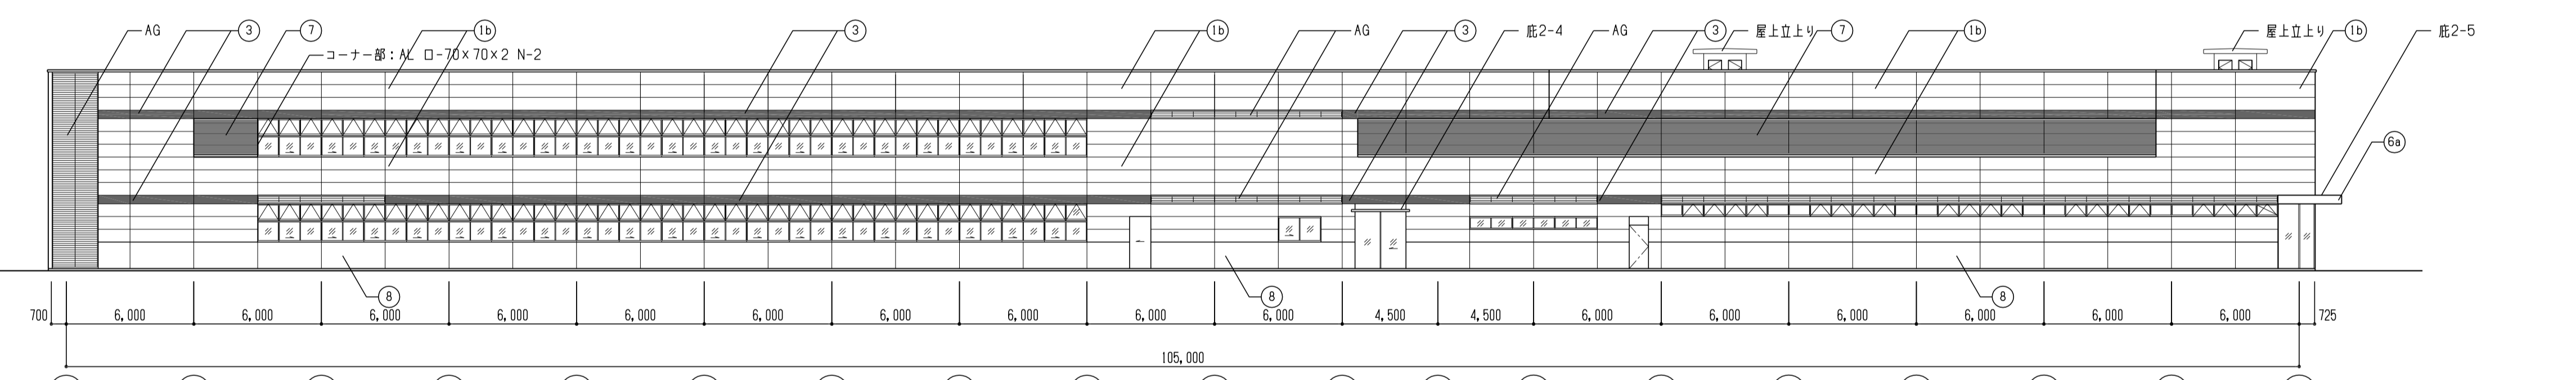 AG ③ ⑦ 1b ③ 1b AG ③ 庇2-4 AG ③ 屋上立上り ⑦ 1b 屋上立上り 1b 庇2-5
コーナー部：AL ロ-70×70×2 N-2
6a
⑧ ⑧ ⑧
700 6,000 6,000 6,000 6,000 6,000 6,000 6,000 6,000 6,000 6,000 4,500 4,500 6,000 6,000 6,000 6,000 6,000 6,000 725
105,000